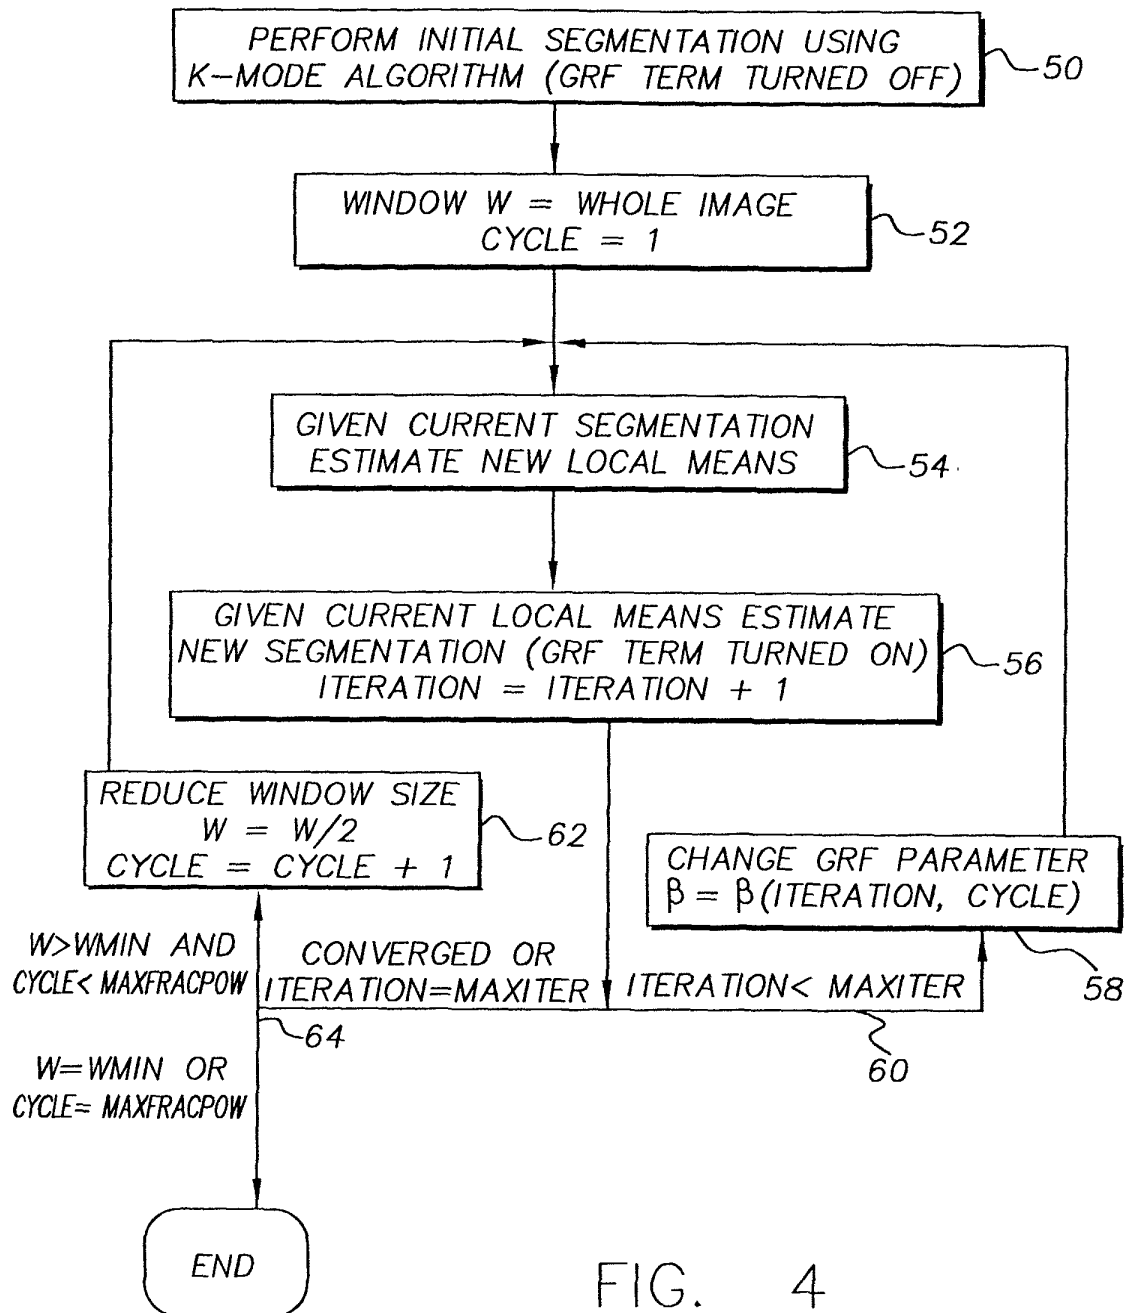 PERFORM INITIAL SEGMENTATION USING
K-MODE ALGORITHM (GRF TERM TURNED OFF)
50
WINDOW W = WHOLE IMAGE
CYCLE = 1
52
GIVEN CURRENT SEGMENTATION
ESTIMATE NEW LOCAL MEANS
54
GIVEN CURRENT LOCAL MEANS ESTIMATE
NEW SEGMENTATION (GRF TERM TURNED ON)
ITERATION = ITERATION + 1
56
REDUCE WINDOW SIZE
W = W/2
CYCLE = CYCLE + 1
62
CHANGE GRF PARAMETER
β = β(ITERATION, CYCLE)
58
W>WMIN AND
CYCLE< MAXFRACPOW
CONVERGED OR
ITERATION=MAXITER
ITERATION< MAXITER
64
60
W=WMIN OR
CYCLE= MAXFRACPOW
END
FIG. 4